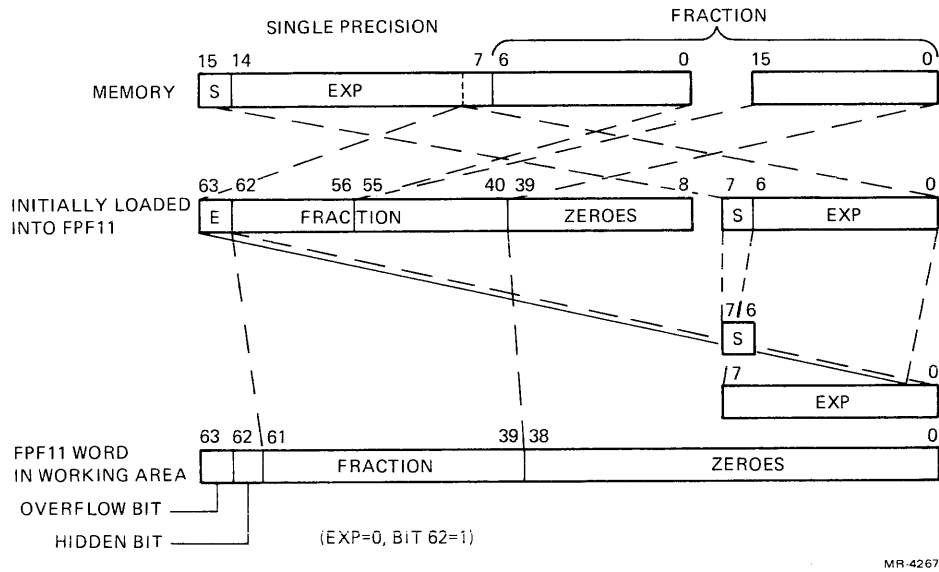 SINGLE PRECISION
FRACTION
15 14 7 6 0 15 0
MEMORY S EXP
63 62 56 55 40 39 8 7 6 0
INITIALLY LOADED
INTO FPF11
E FRACTION ZEROES S EXP
7/6
S
7 0
EXP
63 62 61 39 38 0
FPF11 WORD
IN WORKING AREA
FRACTION ZEROES
OVERFLOW BIT
HIDDEN BIT
(EXP=0, BIT 62=1)
MR-4267